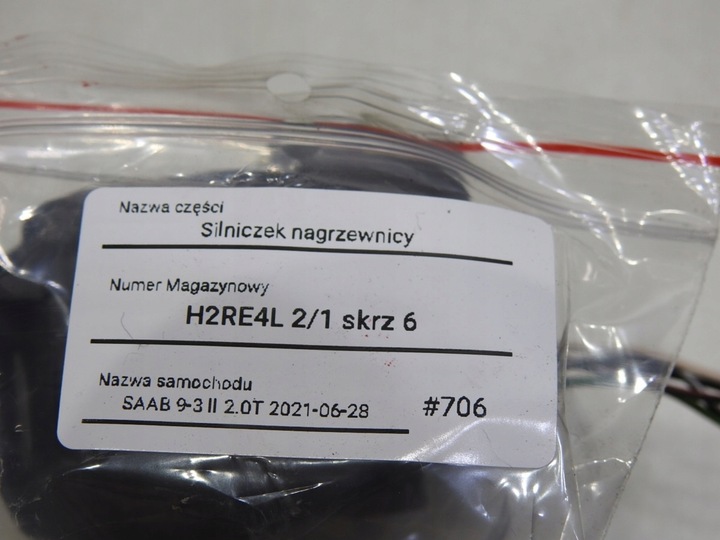 Nazwa części
Silniczek nagrzewnicy
Numer Magazynowy
H2RE4L 2/1 skrz 6
Nazwa samochodu
SAAB 9-3 II 2.0T 2021-06-28 #706